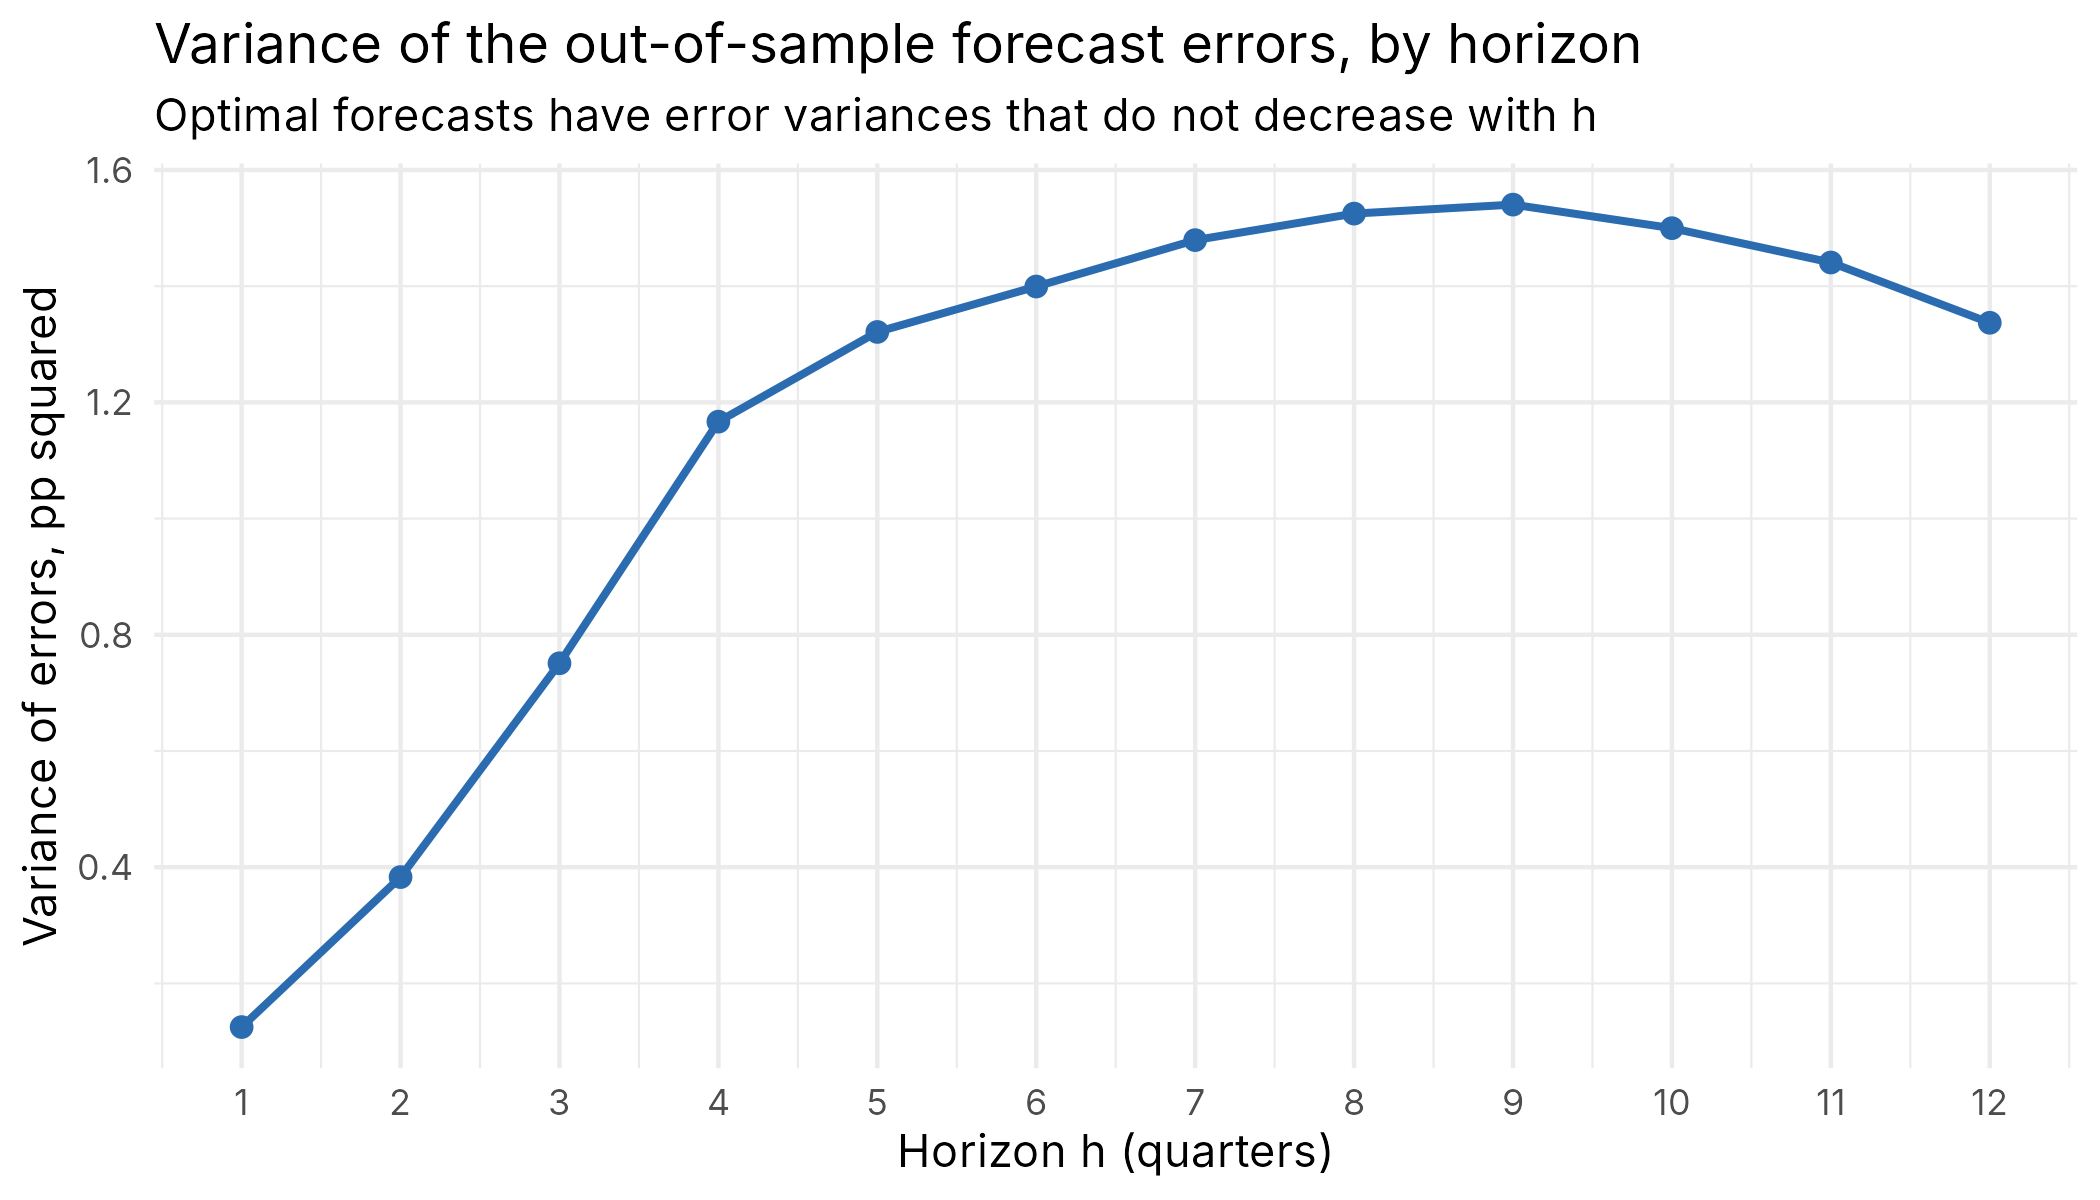 Variance of the out-of-sample forecast errors, by horizon
Optimal forecasts have error variances that do not decrease with h
Variance of errors, pp squared
1.6
1.2
0.8
0.4
1 2 3 4 5 6 7 8 9 10 11 12
Horizon h (quarters)